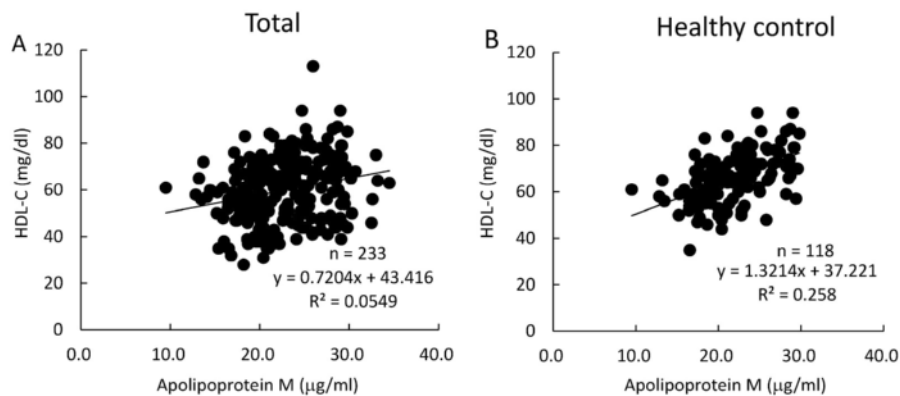 A
Total
120
100
80
60
40
20
0
HDL-C (mg/dl)
n = 233
y = 0.7204x + 43.416
R² = 0.0549
0.0 10.0 20.0 30.0 40.0
Apolipoprotein M (μg/ml)
B
Healthy control
120
100
80
60
40
20
0
HDL-C (mg/dl)
n = 118
y = 1.3214x + 37.221
R² = 0.258
0.0 10.0 20.0 30.0 40.0
Apolipoprotein M (μg/ml)